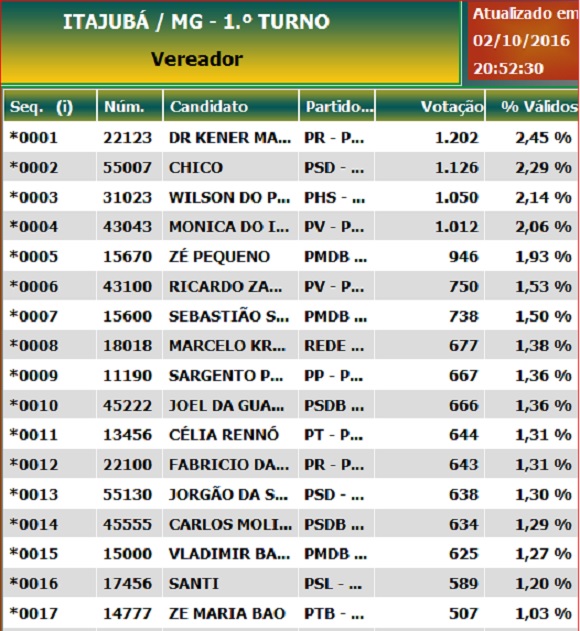 ITAJUBÁ / MG - 1.º TURNO
Vereador
Atualizado em
02/10/2016
20:52:30
Seq. (i) Núm. Candidato Partido... Votação % Válidos
*0001 22123 DR KENER MA... PR - P... 1.202 2,45 %
*0002 55007 CHICO PSD - ... 1.126 2,29 %
*0003 31023 WILSON DO P... PHS - ... 1.050 2,14 %
*0004 43043 MONICA DO I... PV - P... 1.012 2,06 %
*0005 15670 ZÉ PEQUENO PMDB ... 946 1,93 %
*0006 43100 RICARDO ZA... PV - P... 750 1,53 %
*0007 15600 SEBASTIÃO S... PMDB ... 738 1,50 %
*0008 18018 MARCELO KR... REDE ... 677 1,38 %
*0009 11190 SARGENTO P... PP - P... 667 1,36 %
*0010 45222 JOEL DA GUA... PSDB ... 666 1,36 %
*0011 13456 CÉLIA RENNÓ PT - P... 644 1,31 %
*0012 22100 FABRICIO DA... PR - P... 643 1,31 %
*0013 55130 JORGÃO DA S... PSD - ... 638 1,30 %
*0014 45555 CARLOS MOLI... PSDB ... 634 1,29 %
*0015 15000 VLADIMIR BA... PMDB ... 625 1,27 %
*0016 17456 SANTI PSL - ... 589 1,20 %
*0017 14777 ZE MARIA BAO PTB - ... 507 1,03 %